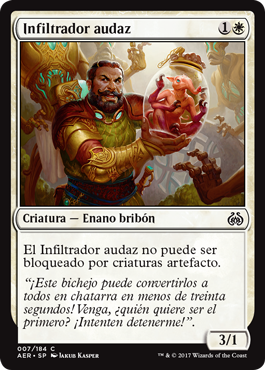 Infiltrador audaz 1
Criatura — Enano bribón
El Infiltrador audaz no puede ser
bloqueado por criaturas artefacto.
“¡Este bichejo puede convertirlos a
todos en chatarra en menos de treinta
segundos! Venga, ¿quién quiere ser el
primero? ¡Intenten detenerme!”.
3/1
007/184 C
AER • SP Jakub Kasper
™ & © 2017 Wizards of the Coast